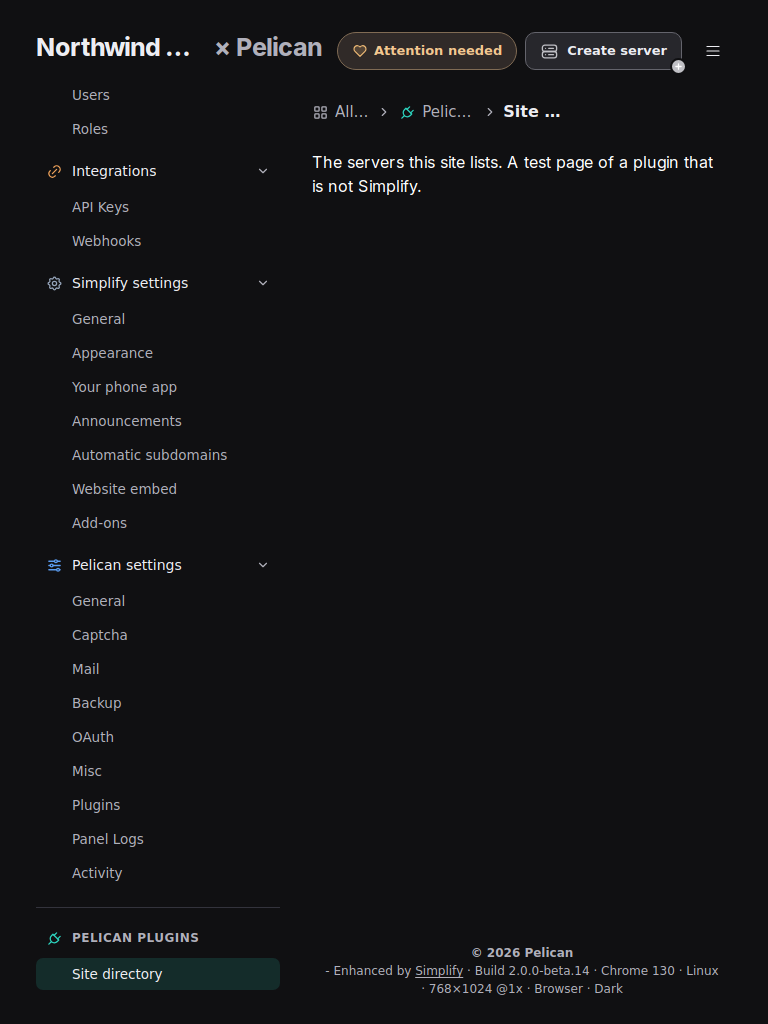 Northwind ... × Pelican
Attention needed
Create server
Users
Roles
Integrations
API Keys
Webhooks
Simplify settings
General
Appearance
Your phone app
Announcements
Automatic subdomains
Website embed
Add-ons
Pelican settings
General
Captcha
Mail
Backup
OAuth
Misc
Plugins
Panel Logs
Activity
PELICAN PLUGINS
Site directory
All... > Pelic... > Site ...
The servers this site lists. A test page of a plugin that
is not Simplify.
© 2026 Pelican
- Enhanced by Simplify · Build 2.0.0-beta.14 · Chrome 130 · Linux
· 768×1024 @1x · Browser · Dark